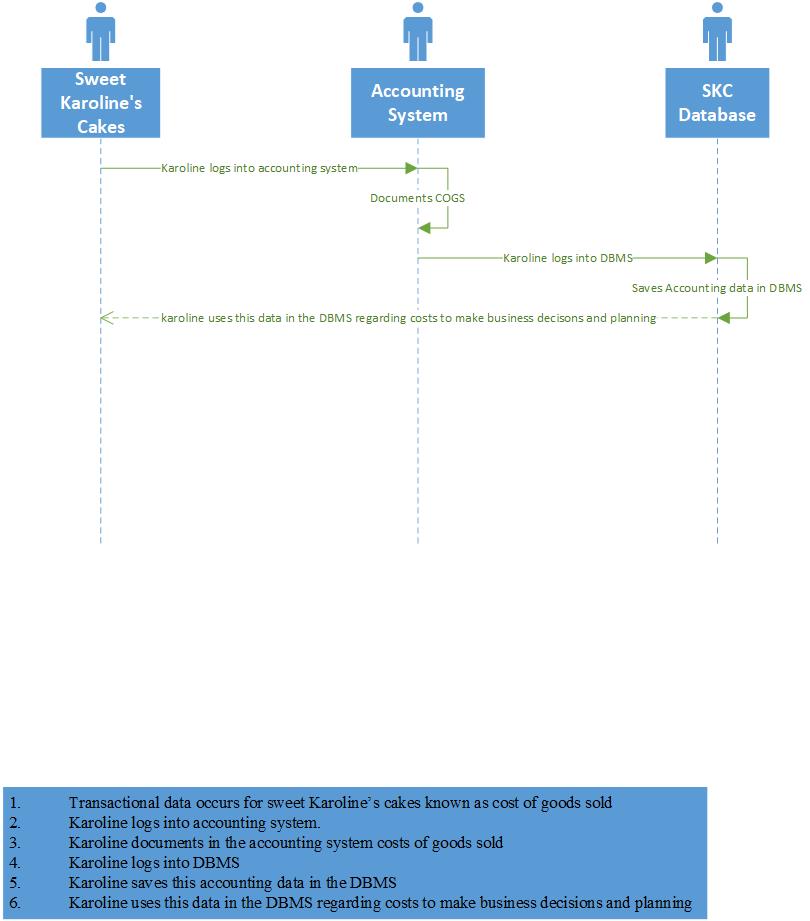 Sweet
Karoline's
Cakes
Accounting
System
SKC
Database
Karoline logs into accounting system
Documents COGS
Karoline logs into DBMS
Saves Accounting data in DBMS
karoline uses this data in the DBMS regarding costs to make business decisons and planning
1. Transactional data occurs for sweet Karoline’s cakes known as cost of goods sold
2. Karoline logs into accounting system.
3. Karoline documents in the accounting system costs of goods sold
4. Karoline logs into DBMS
5. Karoline saves this accounting data in the DBMS
6. Karoline uses this data in the DBMS regarding costs to make business decisions and planning